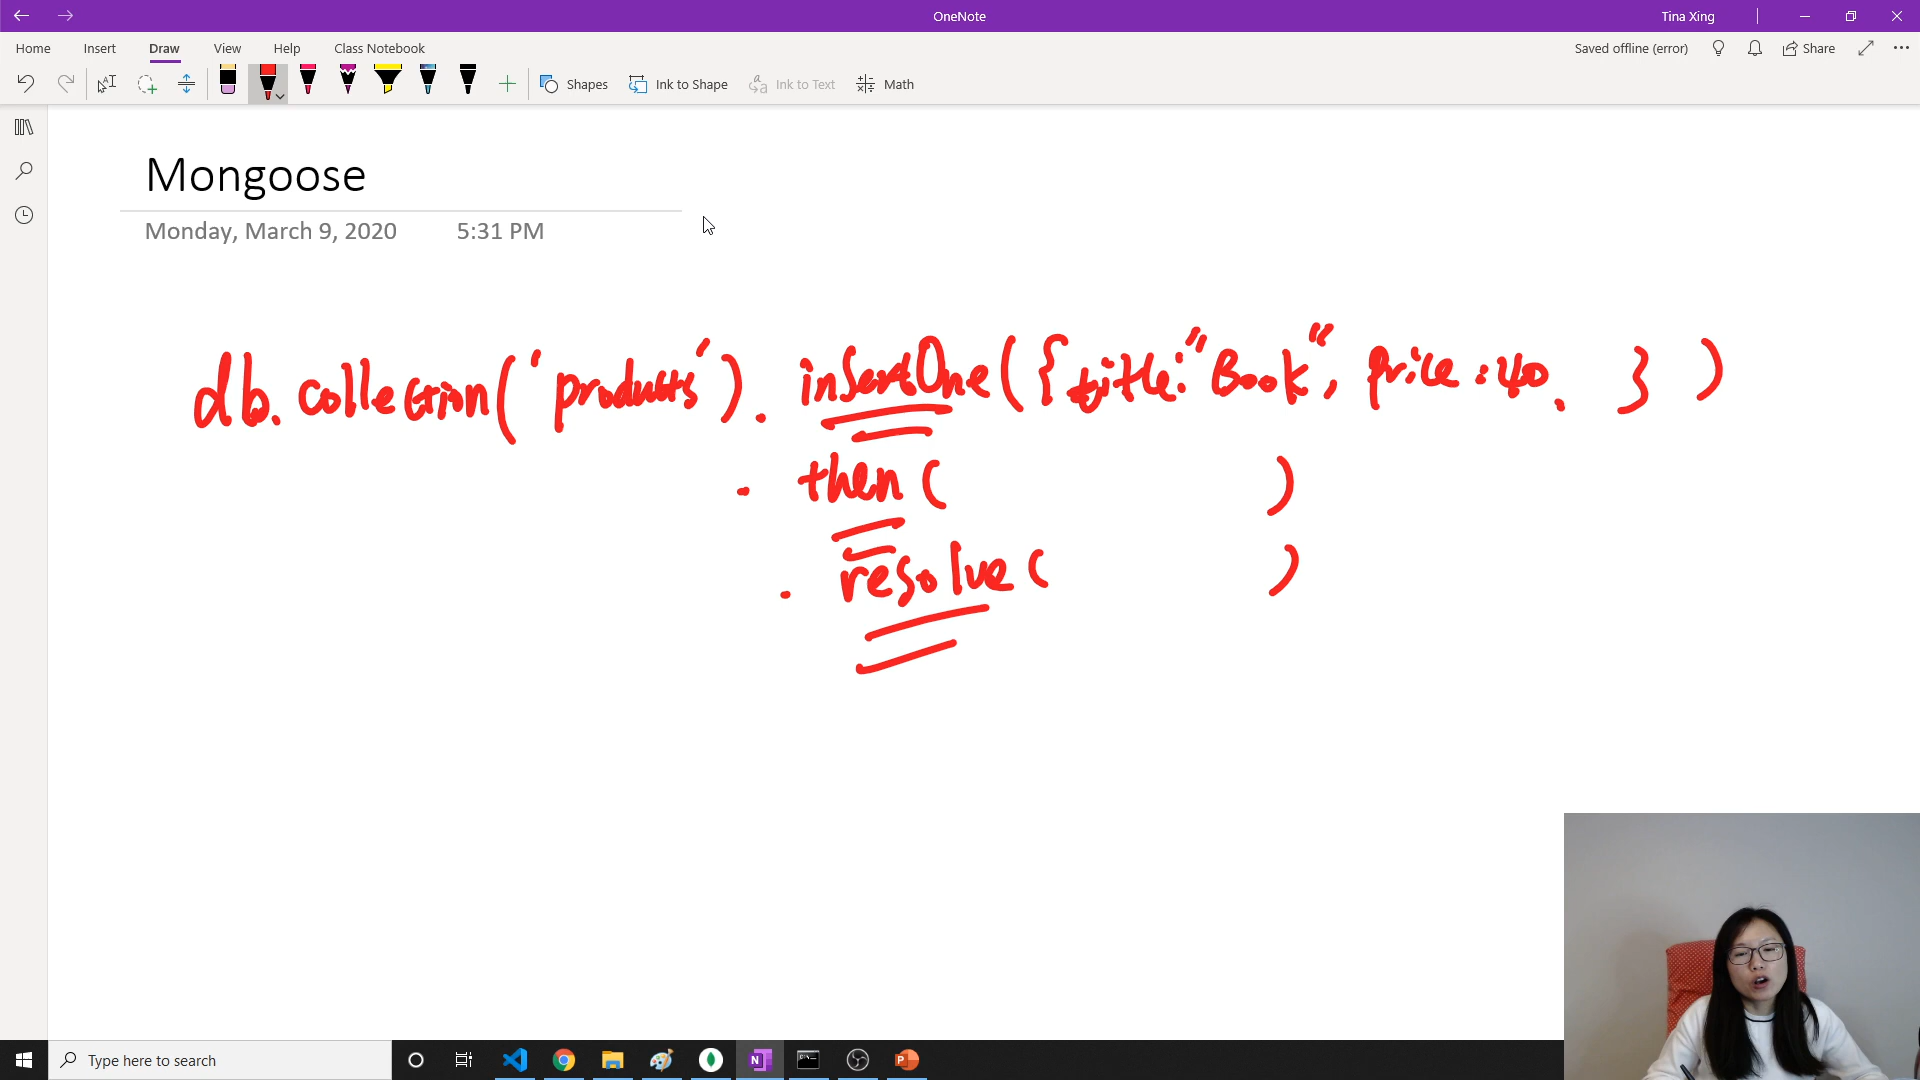 OneNote
Tina Xing
Home Insert Draw View Help Class Notebook
Saved offline (error) Share
Shapes Ink to Shape Ink to Text Math
Mongoose
Monday, March 9, 2020 5:31 PM
db.collection('products').insertOne({title:"Book", price:40. })
.then( )
.resolve( )
Type here to search